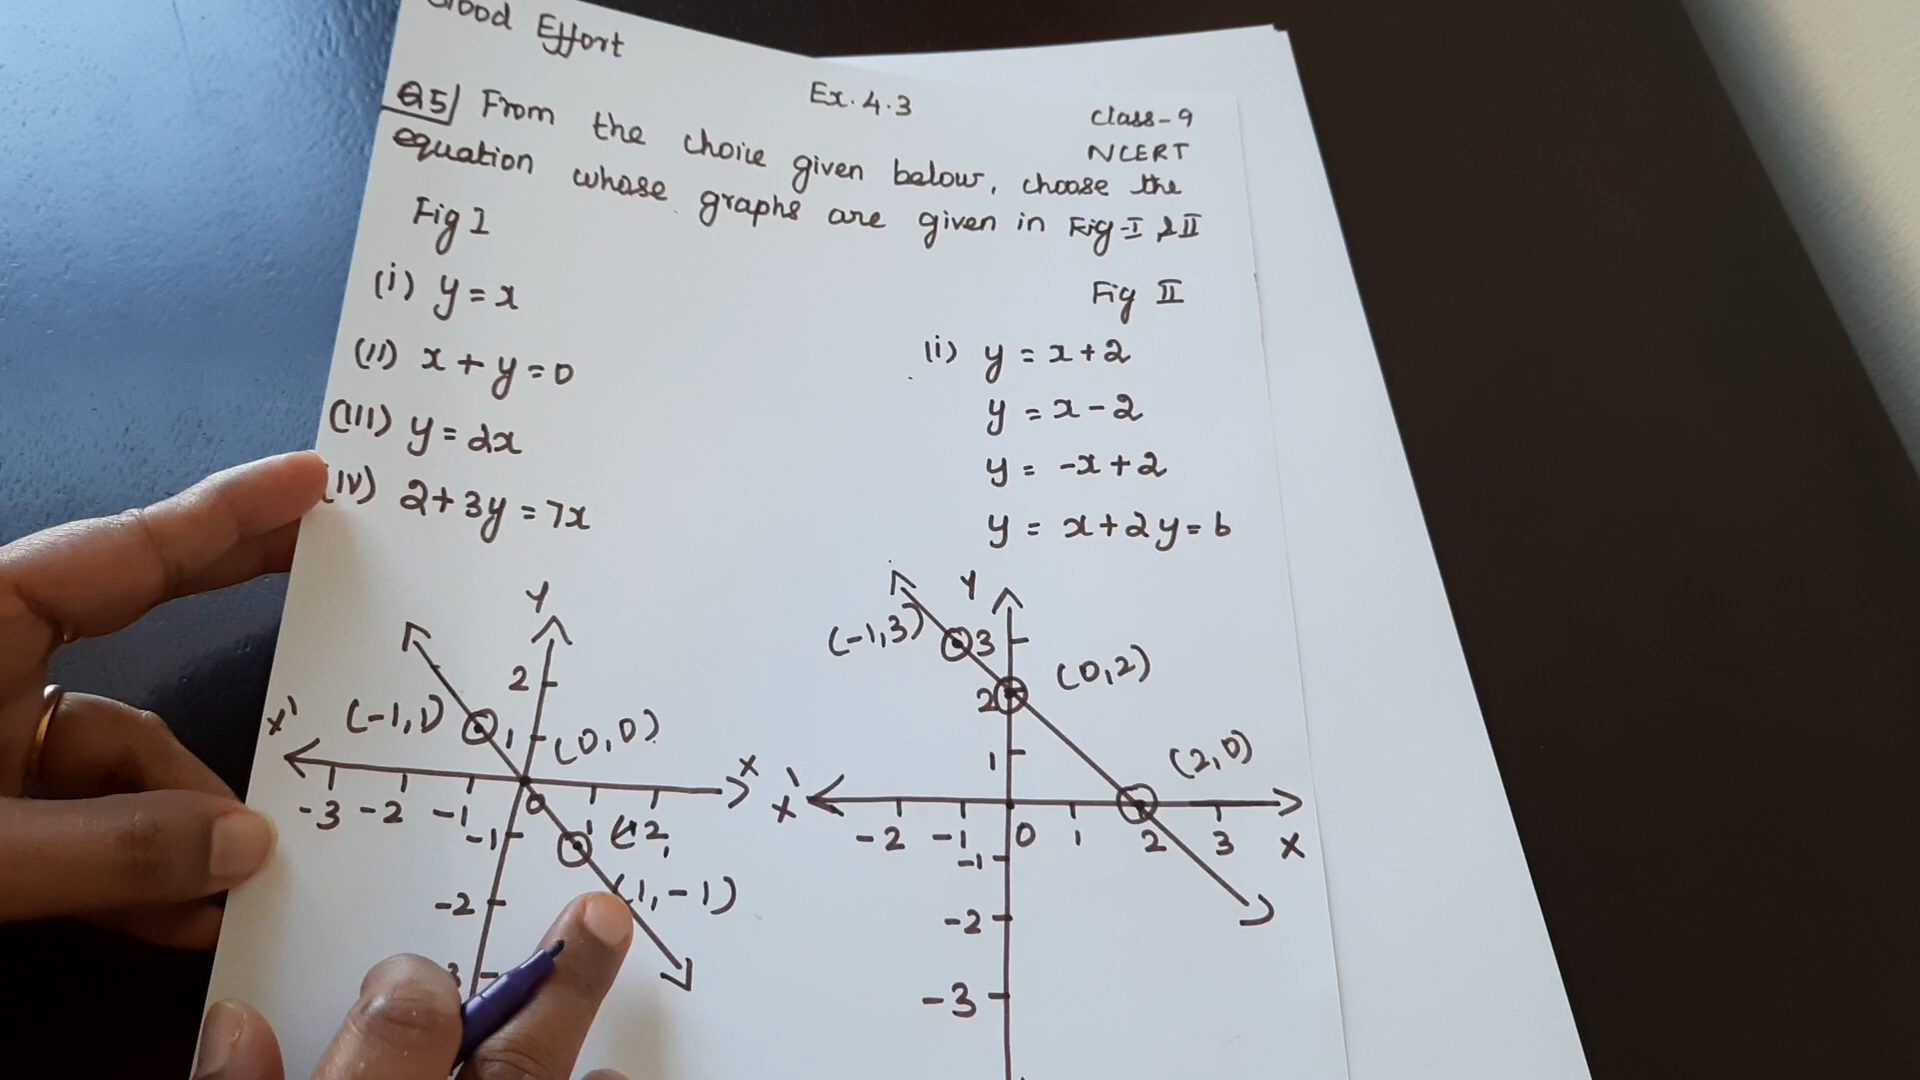 Good Effort
Ex. 4.3
Class-9
NCERT
Q5) From the choice given below, choose the
equation whose graphs are given in Fig-I & II
Fig I
(i) y = x
(II) x + y = 0
(III) y = 2x
(IV) 2 + 3y = 7x
Fig II
(i) y = x + 2
y = x - 2
y = -x + 2
y = x + 2y = 6
Y
2
(-1,1)
1
(0,0)
X'
X
-3 -2 -1 0 1 2
-1
(1,-1)
-2
3
Y
(-1,3)
3
(0,2)
2
(2,0)
1
X'
-2 -1 0 1 2 3 X
-1
-2
-3